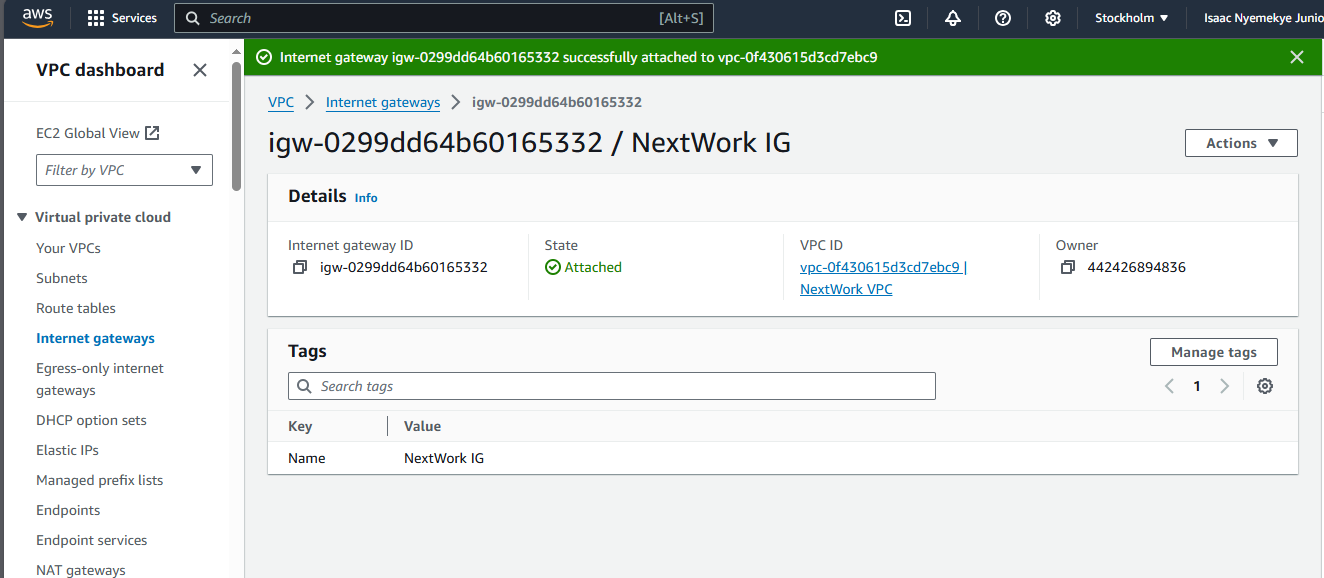 aws
Services
Search
[Alt+S]
Stockholm
Isaac Nyemekye Junio
VPC dashboard
EC2 Global View
Filter by VPC
Virtual private cloud
Your VPCs
Subnets
Route tables
Internet gateways
Egress-only internet
gateways
DHCP option sets
Elastic IPs
Managed prefix lists
Endpoints
Endpoint services
NAT gateways
Internet gateway igw-0299dd64b60165332 successfully attached to vpc-0f430615d3cd7ebc9
VPC
Internet gateways
igw-0299dd64b60165332
igw-0299dd64b60165332 / NextWork IG
Actions
Details Info
Internet gateway ID
igw-0299dd64b60165332
State
Attached
VPC ID
vpc-0f430615d3cd7ebc9 |
NextWork VPC
Owner
442426894836
Tags
Manage tags
Search tags
1
Key Value
Name NextWork IG